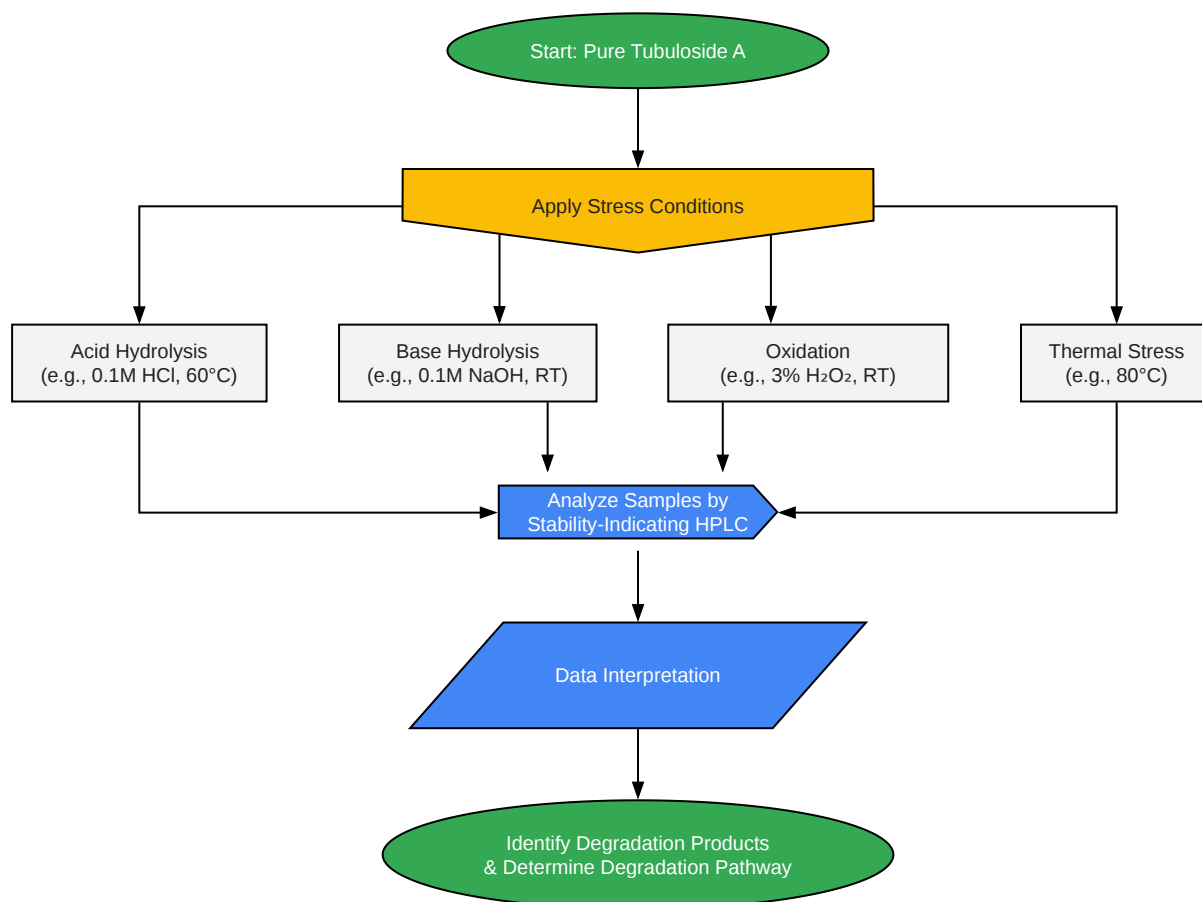 Start: Pure Tubuloside A
Apply Stress Conditions
Acid Hydrolysis
(e.g., 0.1M HCl, 60°C)
Base Hydrolysis
(e.g., 0.1M NaOH, RT)
Oxidation
(e.g., 3% H₂O₂, RT)
Thermal Stress
(e.g., 80°C)
Analyze Samples by
Stability-Indicating HPLC
Data Interpretation
Identify Degradation Products
& Determine Degradation Pathway